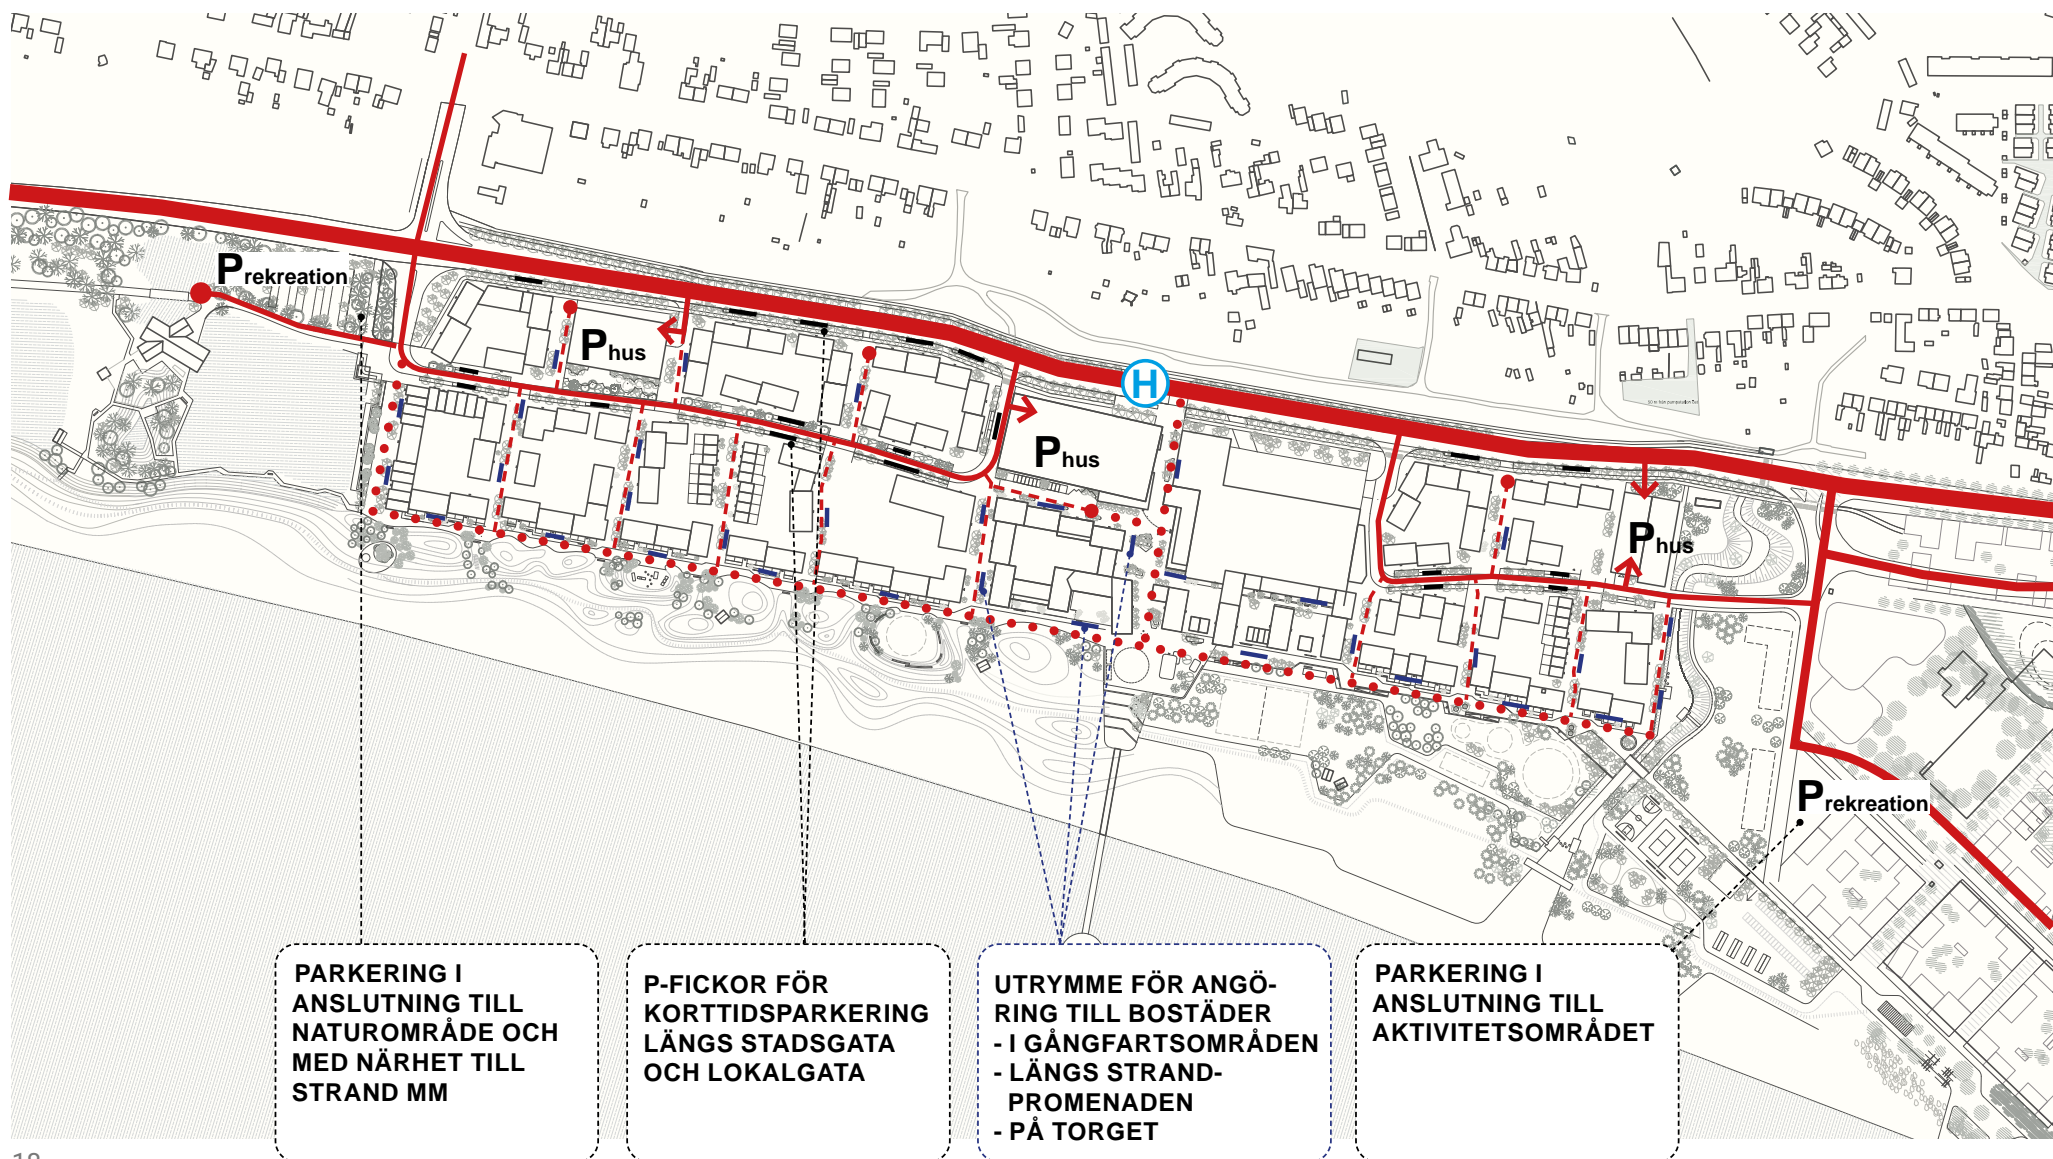 Prekreation
Phus
H
Phus
Phus
Prekreation
PARKERING I
ANSLUTNING TILL
NATUROMRÅDE OCH
MED NÄRHET TILL
STRAND MM
P-FICKOR FÖR
KORTTIDSPARKERING
LÄNGS STADSGATA
OCH LOKALGATA
UTRYMME FÖR ANGÖ-
RING TILL BOSTÄDER
- I GÅNGFARTSOMRÅDEN
- LÄNGS STRAND-
PROMENADEN
- PÅ TORGET
PARKERING I
ANSLUTNING TILL
AKTIVITETSOMRÅDET